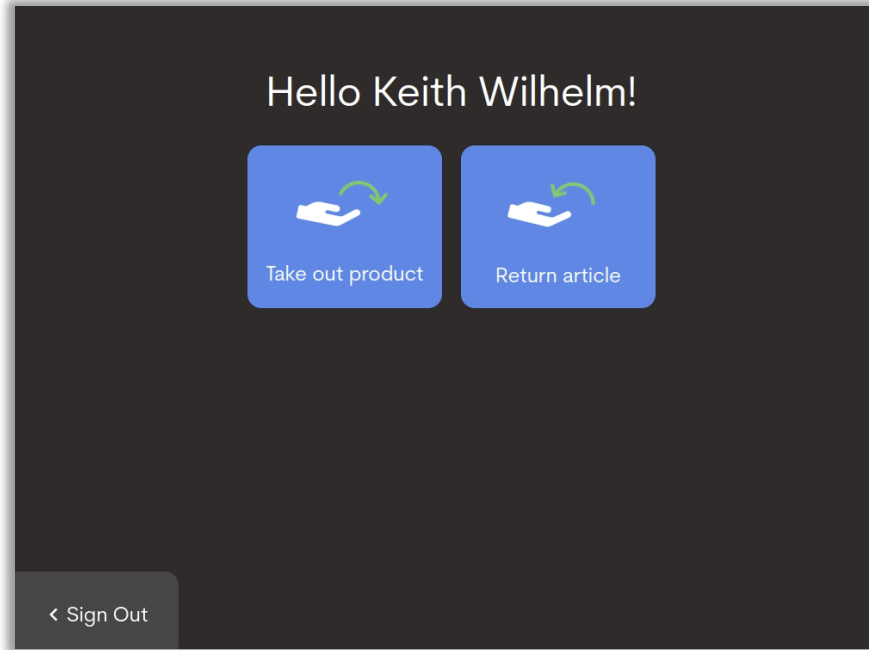 Hello Keith Wilhelm!
Take out product
Return article
Sign Out